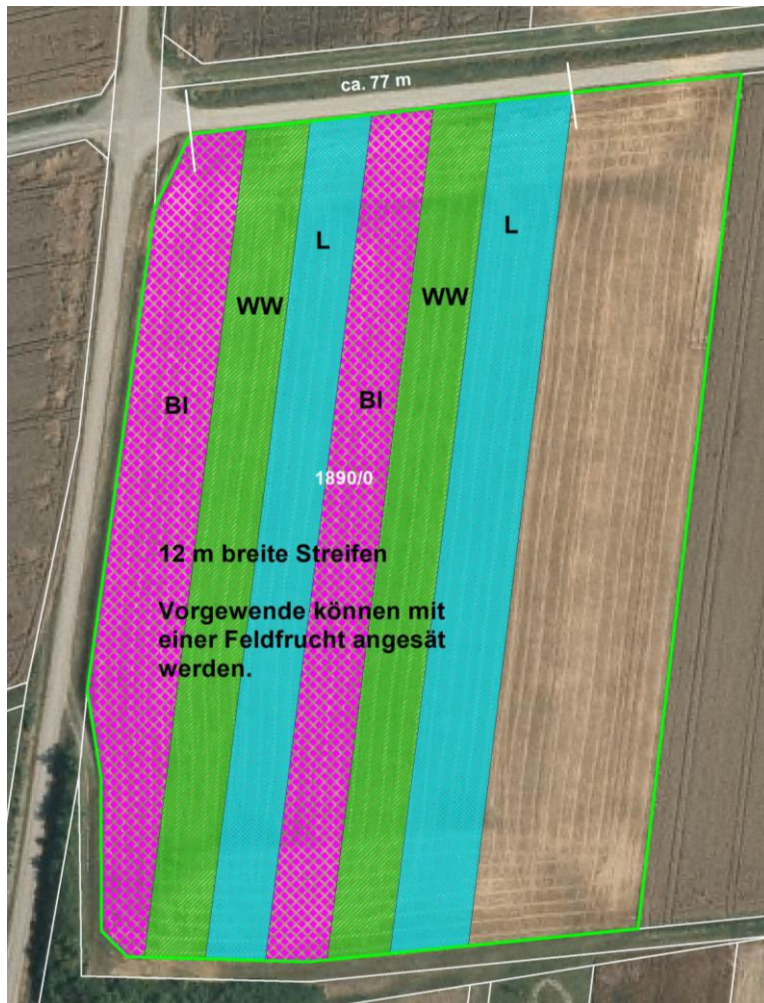 ca. 77 m
L
L
WW
WW
Bl
Bl
1890/0
12 m breite Streifen
Vorgewende können mit
einer Feldfrucht angesät
werden.